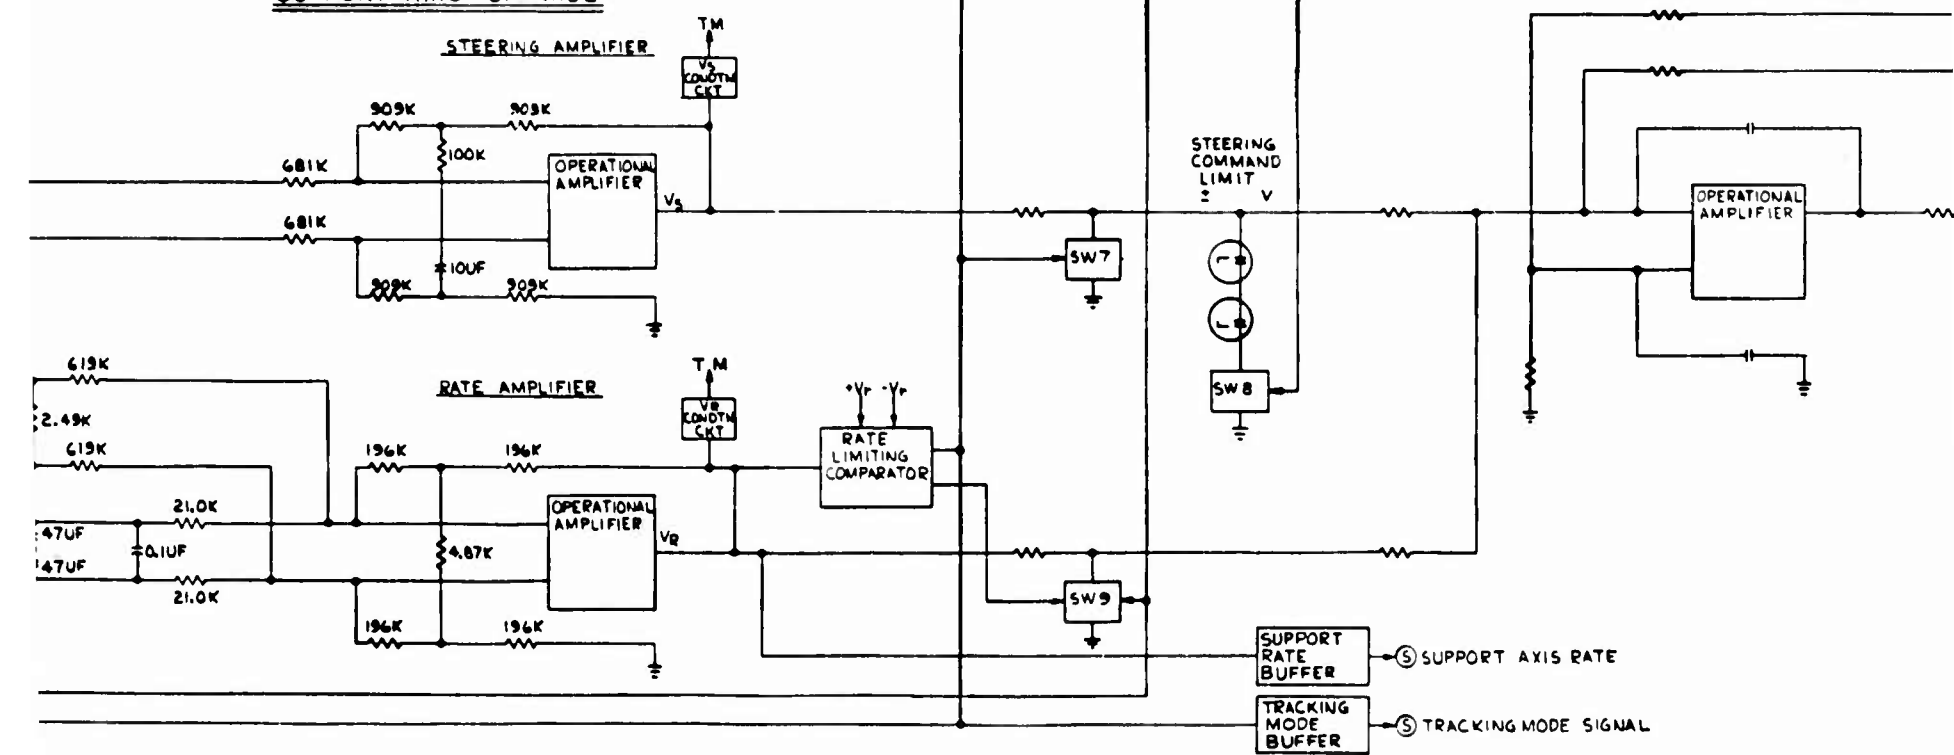 STEERING AMPLIFIER
TM
VS
CONDTN
CKT
909K
909K
100K
681K
OPERATIONAL
AMPLIFIER
VS
681K
10UF
909K
909K
STEERING
COMMAND
LIMIT
± V
SW7
SW8
OPERATIONAL
AMPLIFIER
619K
2.49K
619K
RATE AMPLIFIER
TM
VR
CONDTN
CKT
+Vr -Vr
RATE
LIMITING
COMPARATOR
196K
196K
21.0K
47UF
0.1UF
47UF
21.0K
4.87K
OPERATIONAL
AMPLIFIER
VR
196K
196K
SW9
SUPPORT
RATE
BUFFER
S SUPPORT AXIS RATE
TRACKING
MODE
BUFFER
S TRACKING MODE SIGNAL